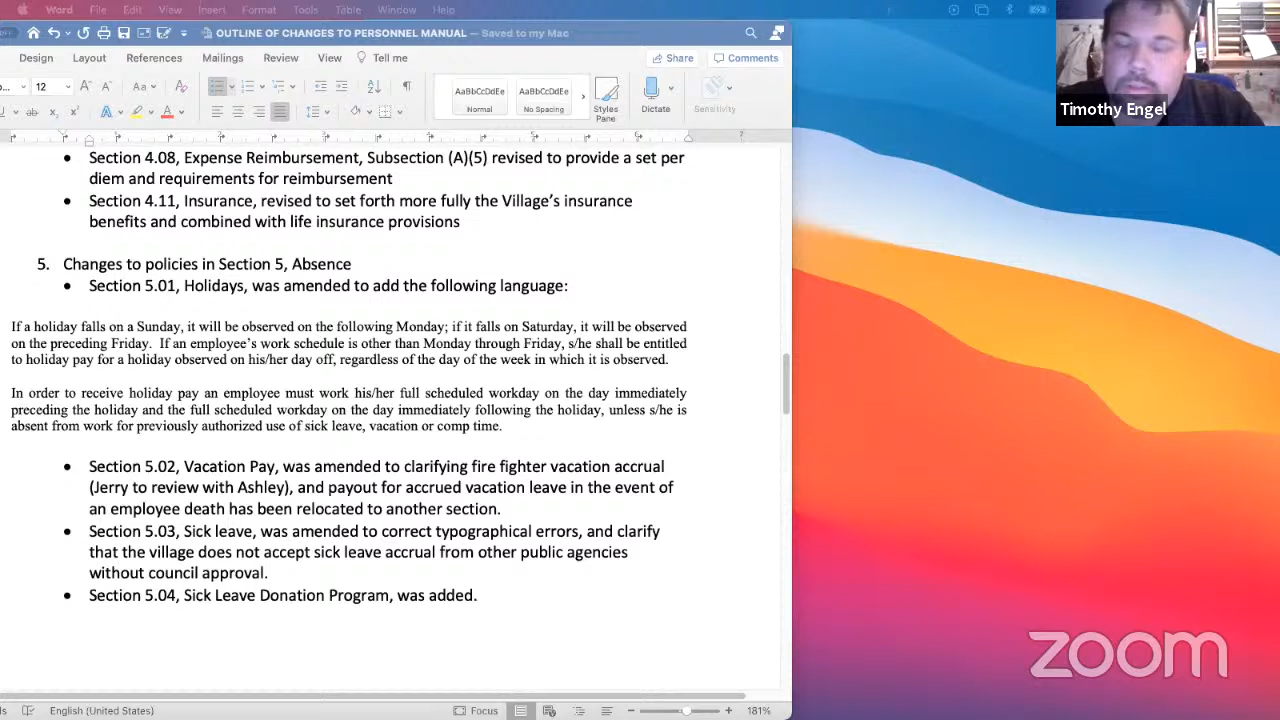 Word File Edit View Insert Format Tools Table Window Help
OUTLINE OF CHANGES TO PERSONNEL MANUAL — Saved to my Mac
Design Layout References Mailings Review View Tell me Share Comments
12 Aa
AaBbCcDdEe AaBbCcDdEe
Normal No Spacing Styles Pane Dictate Sensitivity
Timothy Engel
• Section 4.08, Expense Reimbursement, Subsection (A)(5) revised to provide a set per
diem and requirements for reimbursement
• Section 4.11, Insurance, revised to set forth more fully the Village’s insurance
benefits and combined with life insurance provisions
5. Changes to policies in Section 5, Absence
• Section 5.01, Holidays, was amended to add the following language:
If a holiday falls on a Sunday, it will be observed on the following Monday; if it falls on Saturday, it will be observed
on the preceding Friday. If an employee’s work schedule is other than Monday through Friday, s/he shall be entitled
to holiday pay for a holiday observed on his/her day off, regardless of the day of the week in which it is observed.
In order to receive holiday pay an employee must work his/her full scheduled workday on the day immediately
preceding the holiday and the full scheduled workday on the day immediately following the holiday, unless s/he is
absent from work for previously authorized use of sick leave, vacation or comp time.
• Section 5.02, Vacation Pay, was amended to clarifying fire fighter vacation accrual
(Jerry to review with Ashley), and payout for accrued vacation leave in the event of
an employee death has been relocated to another section.
• Section 5.03, Sick leave, was amended to correct typographical errors, and clarify
that the village does not accept sick leave accrual from other public agencies
without council approval.
• Section 5.04, Sick Leave Donation Program, was added.
zoom
English (United States) Focus 181%